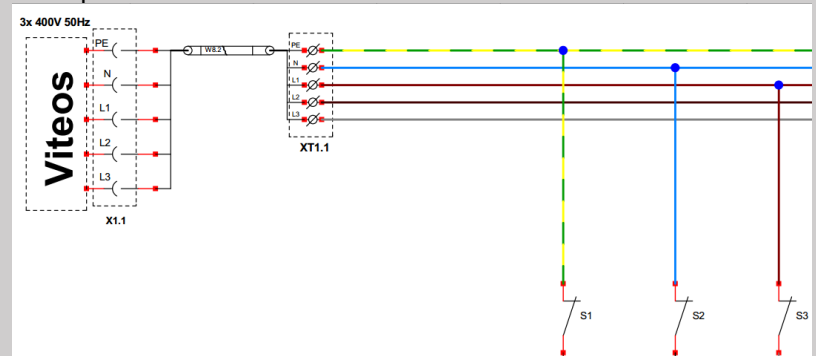 3x 400V 50Hz
Viteos
PE
N
L1
L2
L3
X1.1
W8.2
PE
N
L1
L2
L3
XT1.1
S1
S2
S3